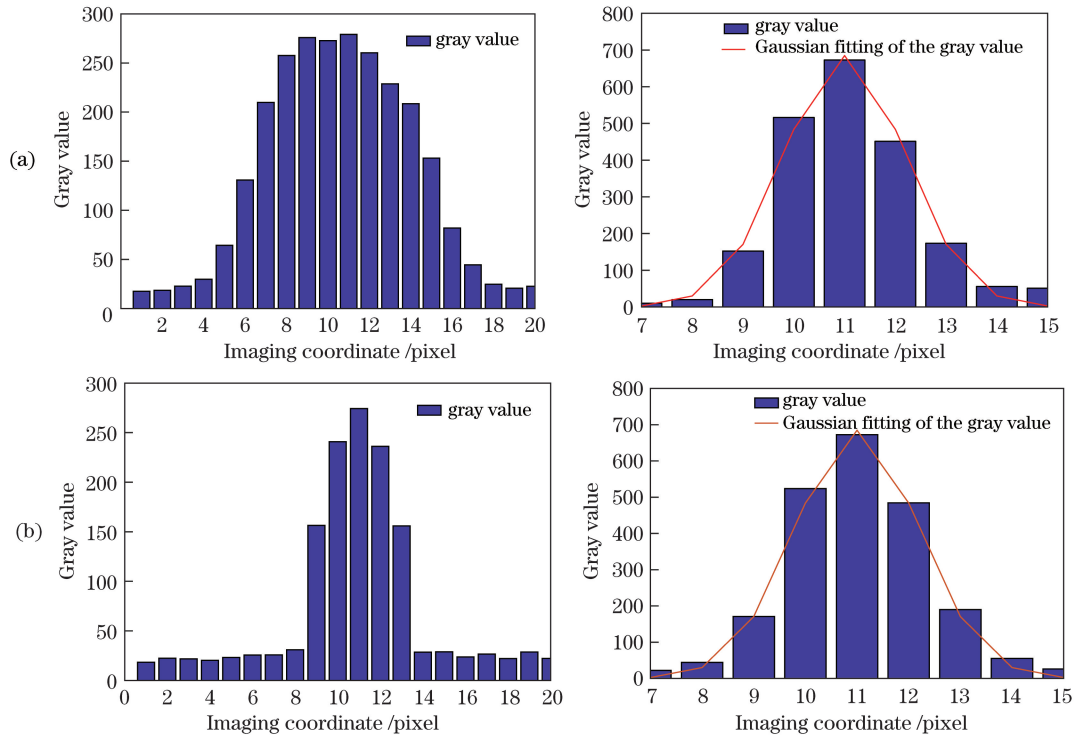 (a)
300
250
200
150
100
50
0
Gray value
gray value
2 4 6 8 10 12 14 16 18 20
Imaging coordinate /pixel
800
700
600
500
400
300
200
100
0
Gray value
gray value
Gaussian fitting of the gray value
7 8 9 10 11 12 13 14 15
Imaging coordinate /pixel
(b)
300
250
200
150
100
50
0
Gray value
gray value
0 2 4 6 8 10 12 14 16 18 20
Imaging coordinate /pixel
800
700
600
500
400
300
200
100
0
Gray value
gray value
Gaussian fitting of the gray value
7 8 9 10 11 12 13 14 15
Imaging coordinate /pixel